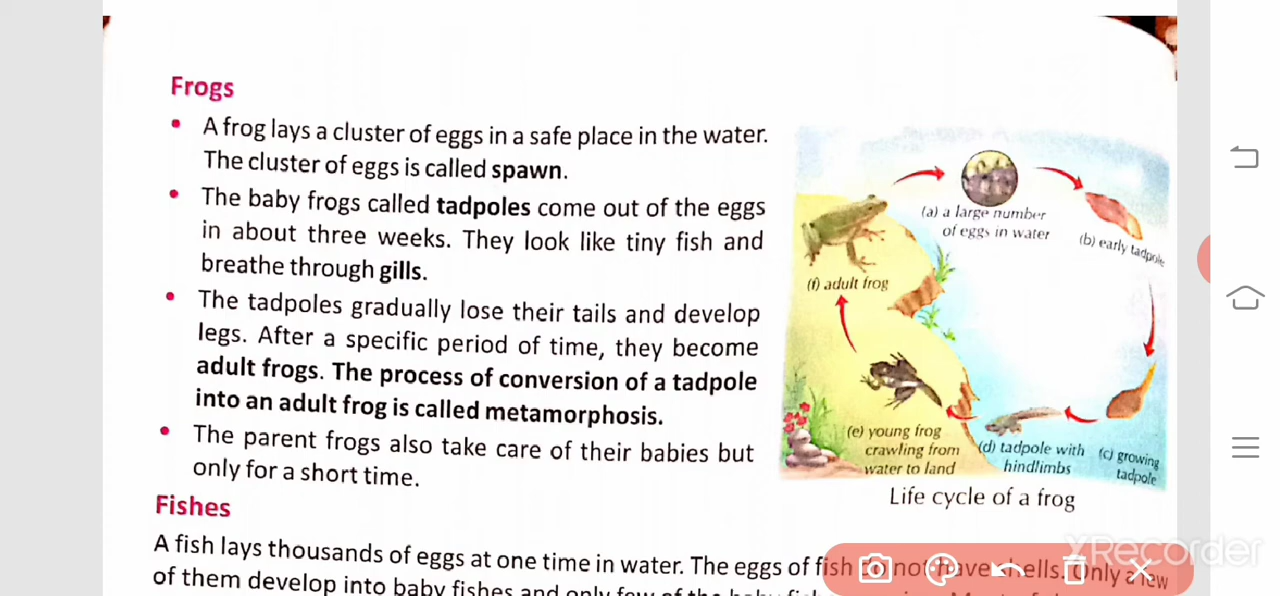 Frogs
• A frog lays a cluster of eggs in a safe place in the water.
The cluster of eggs is called spawn.
• The baby frogs called tadpoles come out of the eggs
in about three weeks. They look like tiny fish and
breathe through gills.
• The tadpoles gradually lose their tails and develop
legs. After a specific period of time, they become
adult frogs. The process of conversion of a tadpole
into an adult frog is called metamorphosis.
• The parent frogs also take care of their babies but
only for a short time.
(a) a large number
of eggs in water
(b) early tadpole
(f) adult frog
(e) young frog
crawling from
water to land
(d) tadpole with
hindlimbs
(c) growing
tadpole
Life cycle of a frog
Fishes
A fish lays thousands of eggs at one time in water. The eggs of fish do not have shells. Only a few
of them develop into baby fishes and only few of the baby
XRecorder